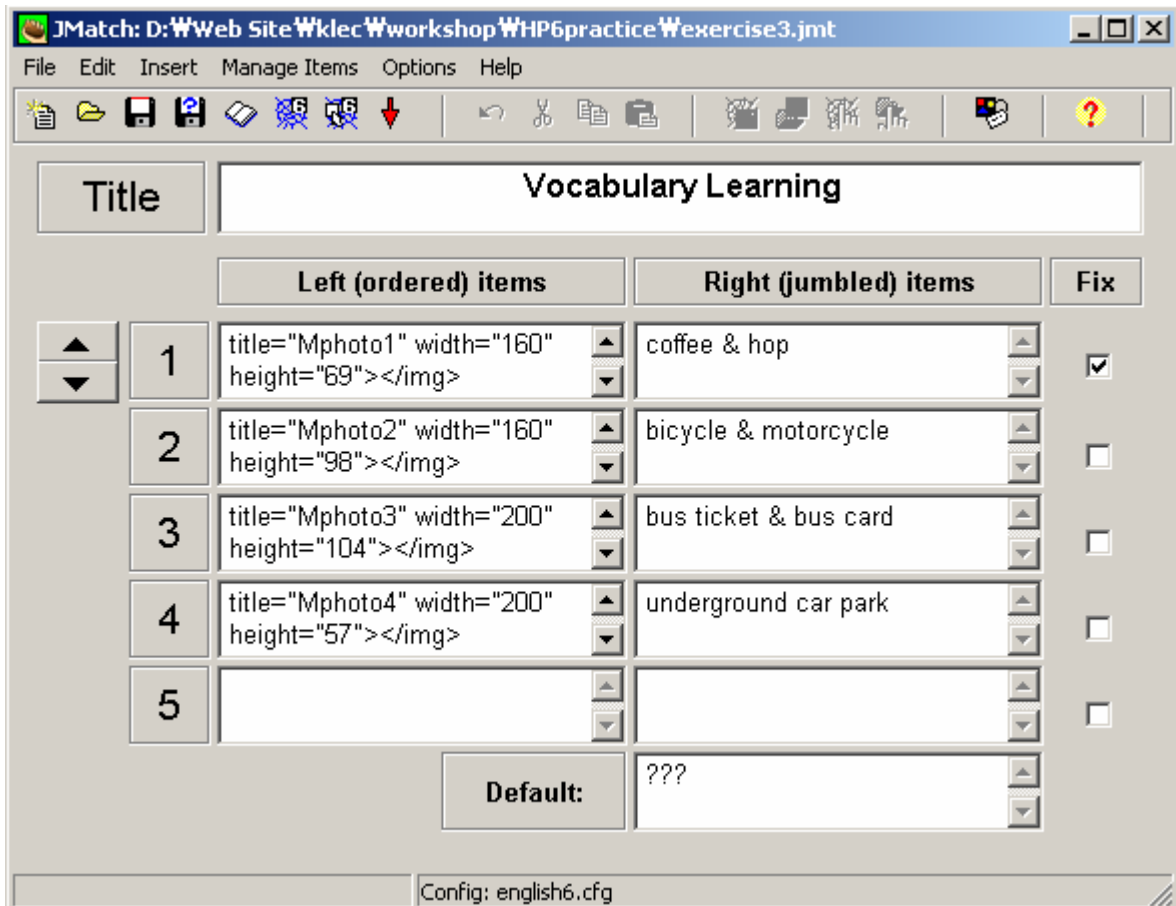 JMatch: D:₩Web Site₩klec₩workshop₩HP6practice₩exercise3.jmt
File Edit Insert Manage Items Options Help
Title
Vocabulary Learning
Left (ordered) items
Right (jumbled) items
Fix
1
title="Mphoto1" width="160"
height="69"></img>
coffee & hop
2
title="Mphoto2" width="160"
height="98"></img>
bicycle & motorcycle
3
title="Mphoto3" width="200"
height="104"></img>
bus ticket & bus card
4
title="Mphoto4" width="200"
height="57"></img>
underground car park
5
Default:
???
Config: english6.cfg